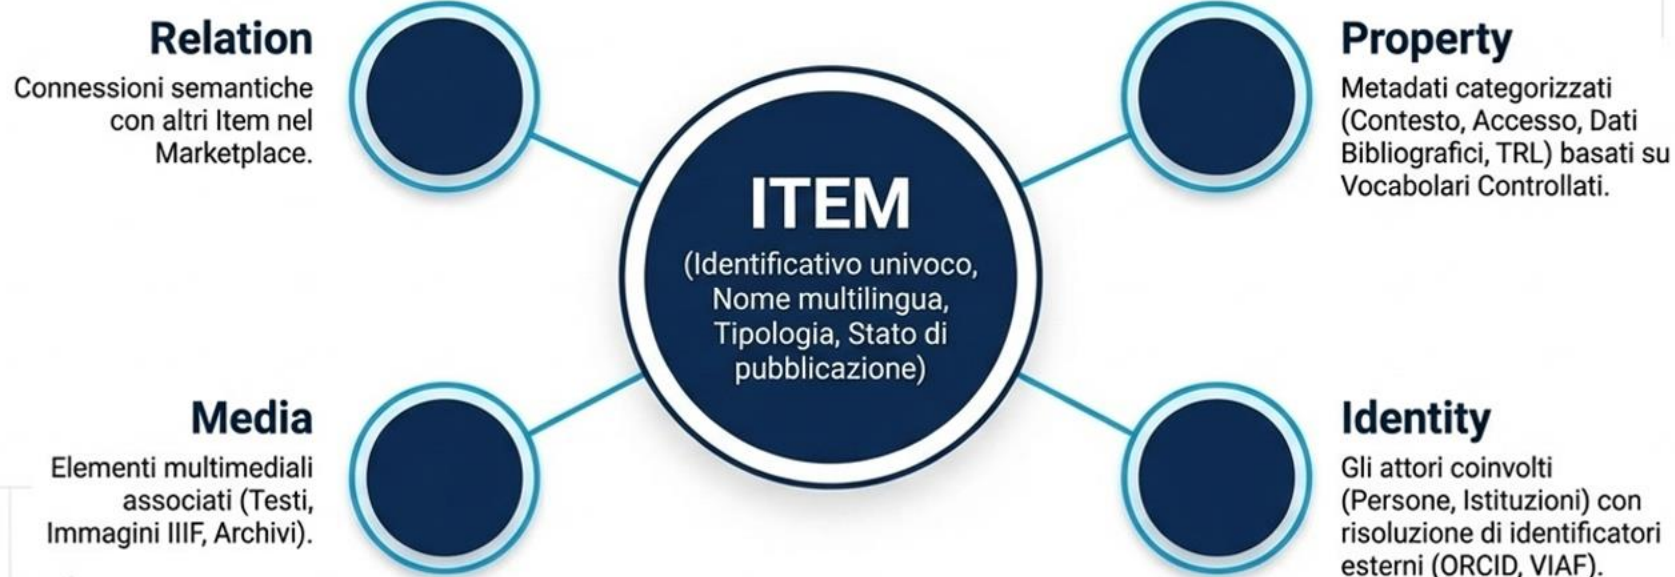 Relation
Connessioni semantiche
con altri Item nel
Marketplace.
Property
Metadati categorizzati
(Contesto, Accesso, Dati
Bibliografici, TRL) basati su
Vocabolari Controllati.
ITEM
(Identificativo univoco,
Nome multilingua,
Tipologia, Stato di
pubblicazione)
Media
Elementi multimediali
associati (Testi,
Immagini IIIF, Archivi).
Identity
Gli attori coinvolti
(Persone, Istituzioni) con
risoluzione di identificatori
esterni (ORCID, VIAF).